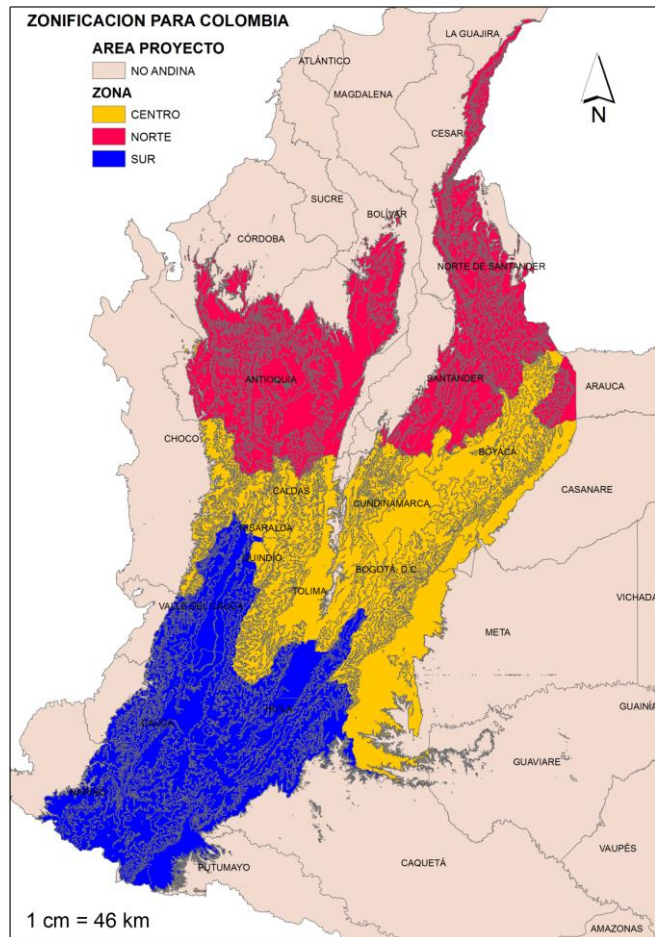 ZONIFICACION PARA COLOMBIA
AREA PROYECTO
NO ANDINA
ZONA
CENTRO
NORTE
SUR
LA GUAJIRA
ATLÁNTICO
MAGDALENA
N
CESAR
SUCRE
BOLÍVAR
CÓRDOBA
NORTE DE SANTANDER
ANTIOQUIA
SANTANDER
ARAUCA
CHOCO
BOYACÁ
CASANARE
CALDAS
CUNDINAMARCA
RISARALDA
QUINDIO
BOGOTÁ, D.C.
TOLIMA
VICHADA
VALLE DEL CAUCA
META
GUAINÍA
HUILA
CAUCA
GUAVIARE
NARIÑO
VAUPÉS
PUTUMAYO
CAQUETÁ
1 cm = 46 km
AMAZONAS